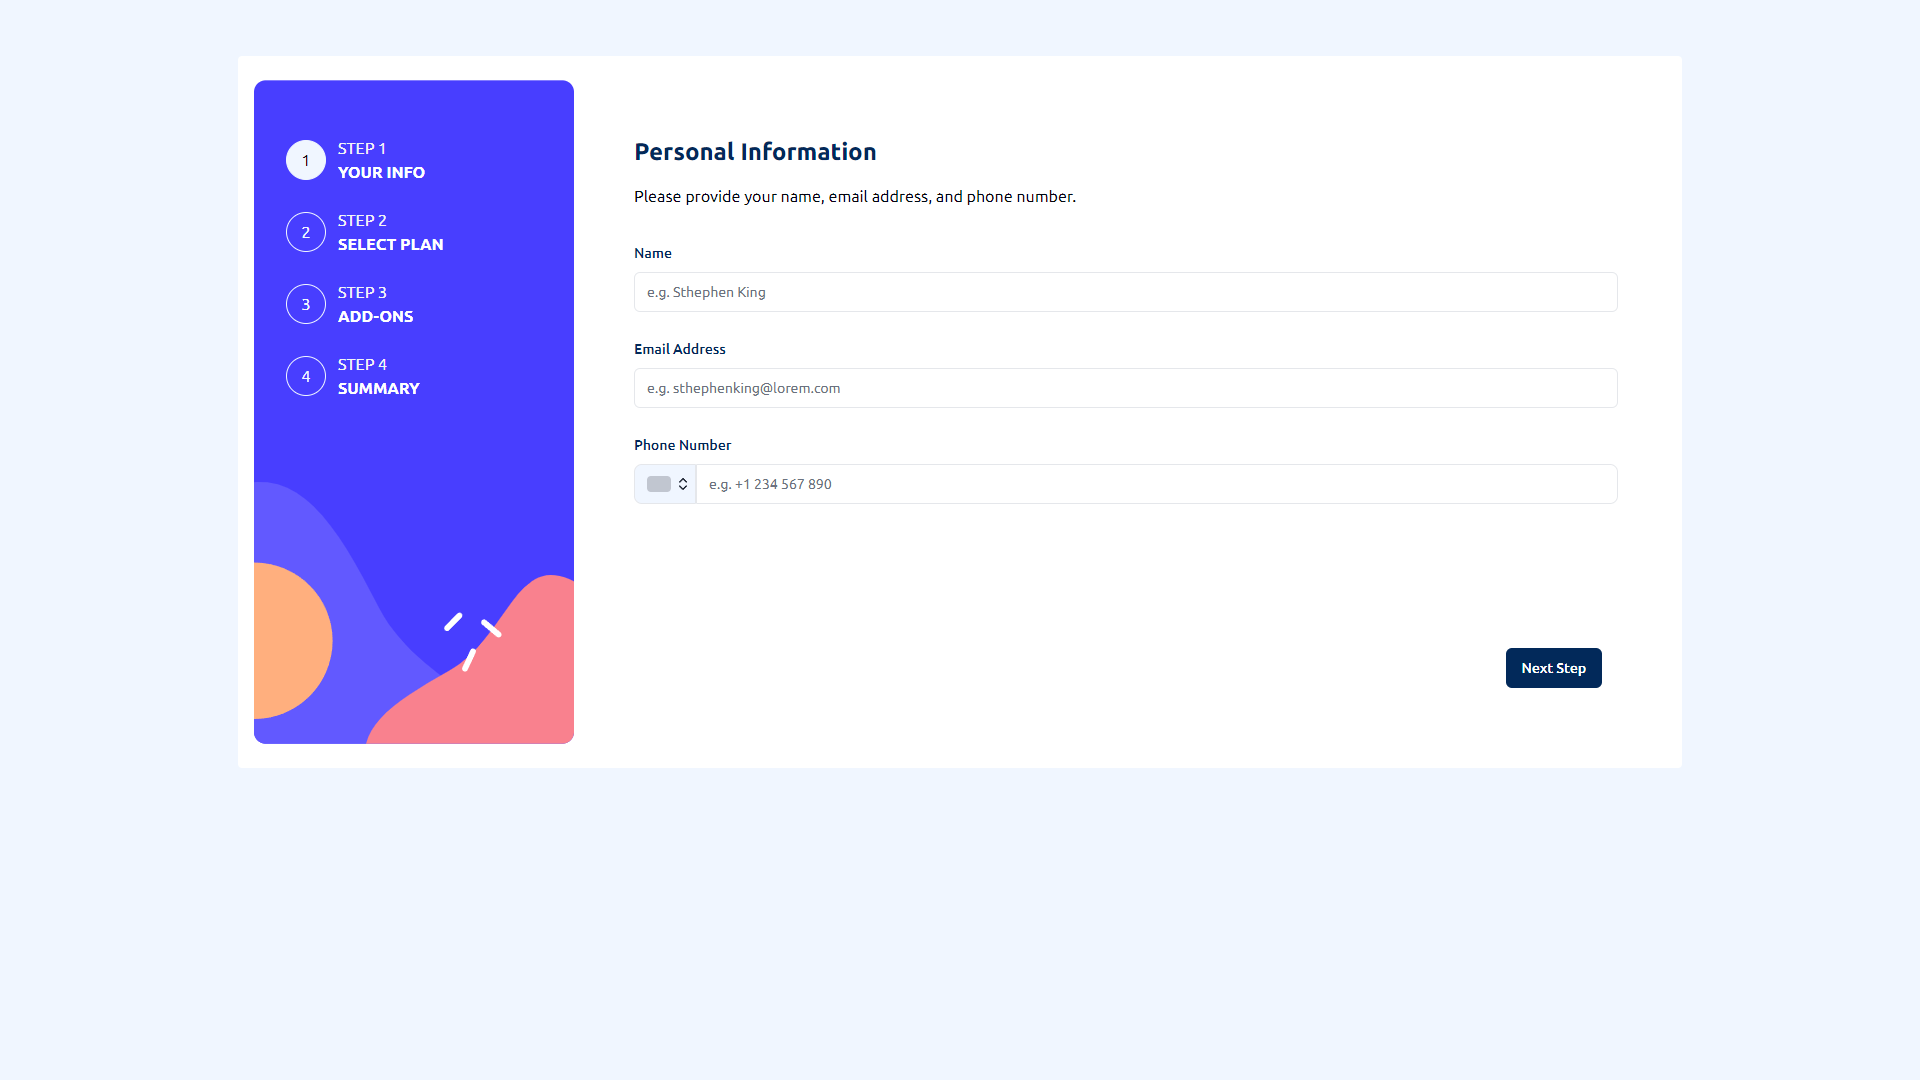 1
STEP 1
YOUR INFO
2
STEP 2
SELECT PLAN
3
STEP 3
ADD-ONS
4
STEP 4
SUMMARY
Personal Information
Please provide your name, email address, and phone number.
Name
e.g. Sthephen King
Email Address
e.g. sthephenking@lorem.com
Phone Number
e.g. +1 234 567 890
Next Step